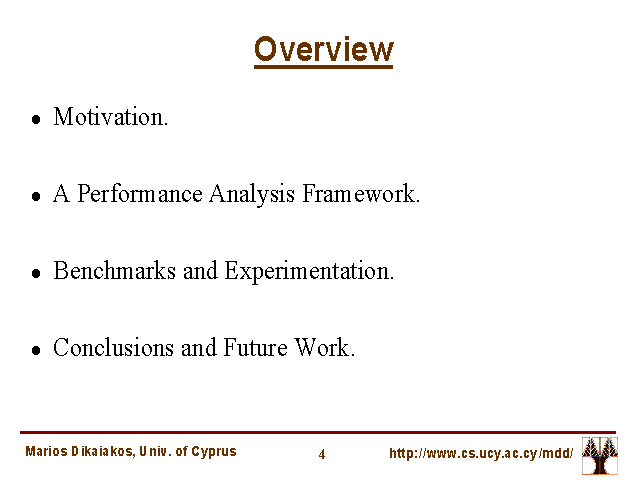 Overview
● Motivation.
● A Performance Analysis Framework.
● Benchmarks and Experimentation.
● Conclusions and Future Work.
Marios Dikaiakos, Univ. of Cyprus 4 http://www.cs.ucy.ac.cy/mdd/